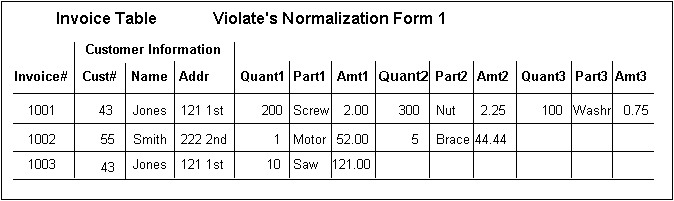 Invoice Table Violate's Normalization Form 1
Customer Information
Invoice# Cust# Name Addr Quant1 Part1 Amt1 Quant2 Part2 Amt2 Quant3 Part3 Amt3
1001 43 Jones 121 1st 200 Screw 2.00 300 Nut 2.25 100 Washr 0.75
1002 55 Smith 222 2nd 1 Motor 52.00 5 Brace 44.44
1003 43 Jones 121 1st 10 Saw 121.00